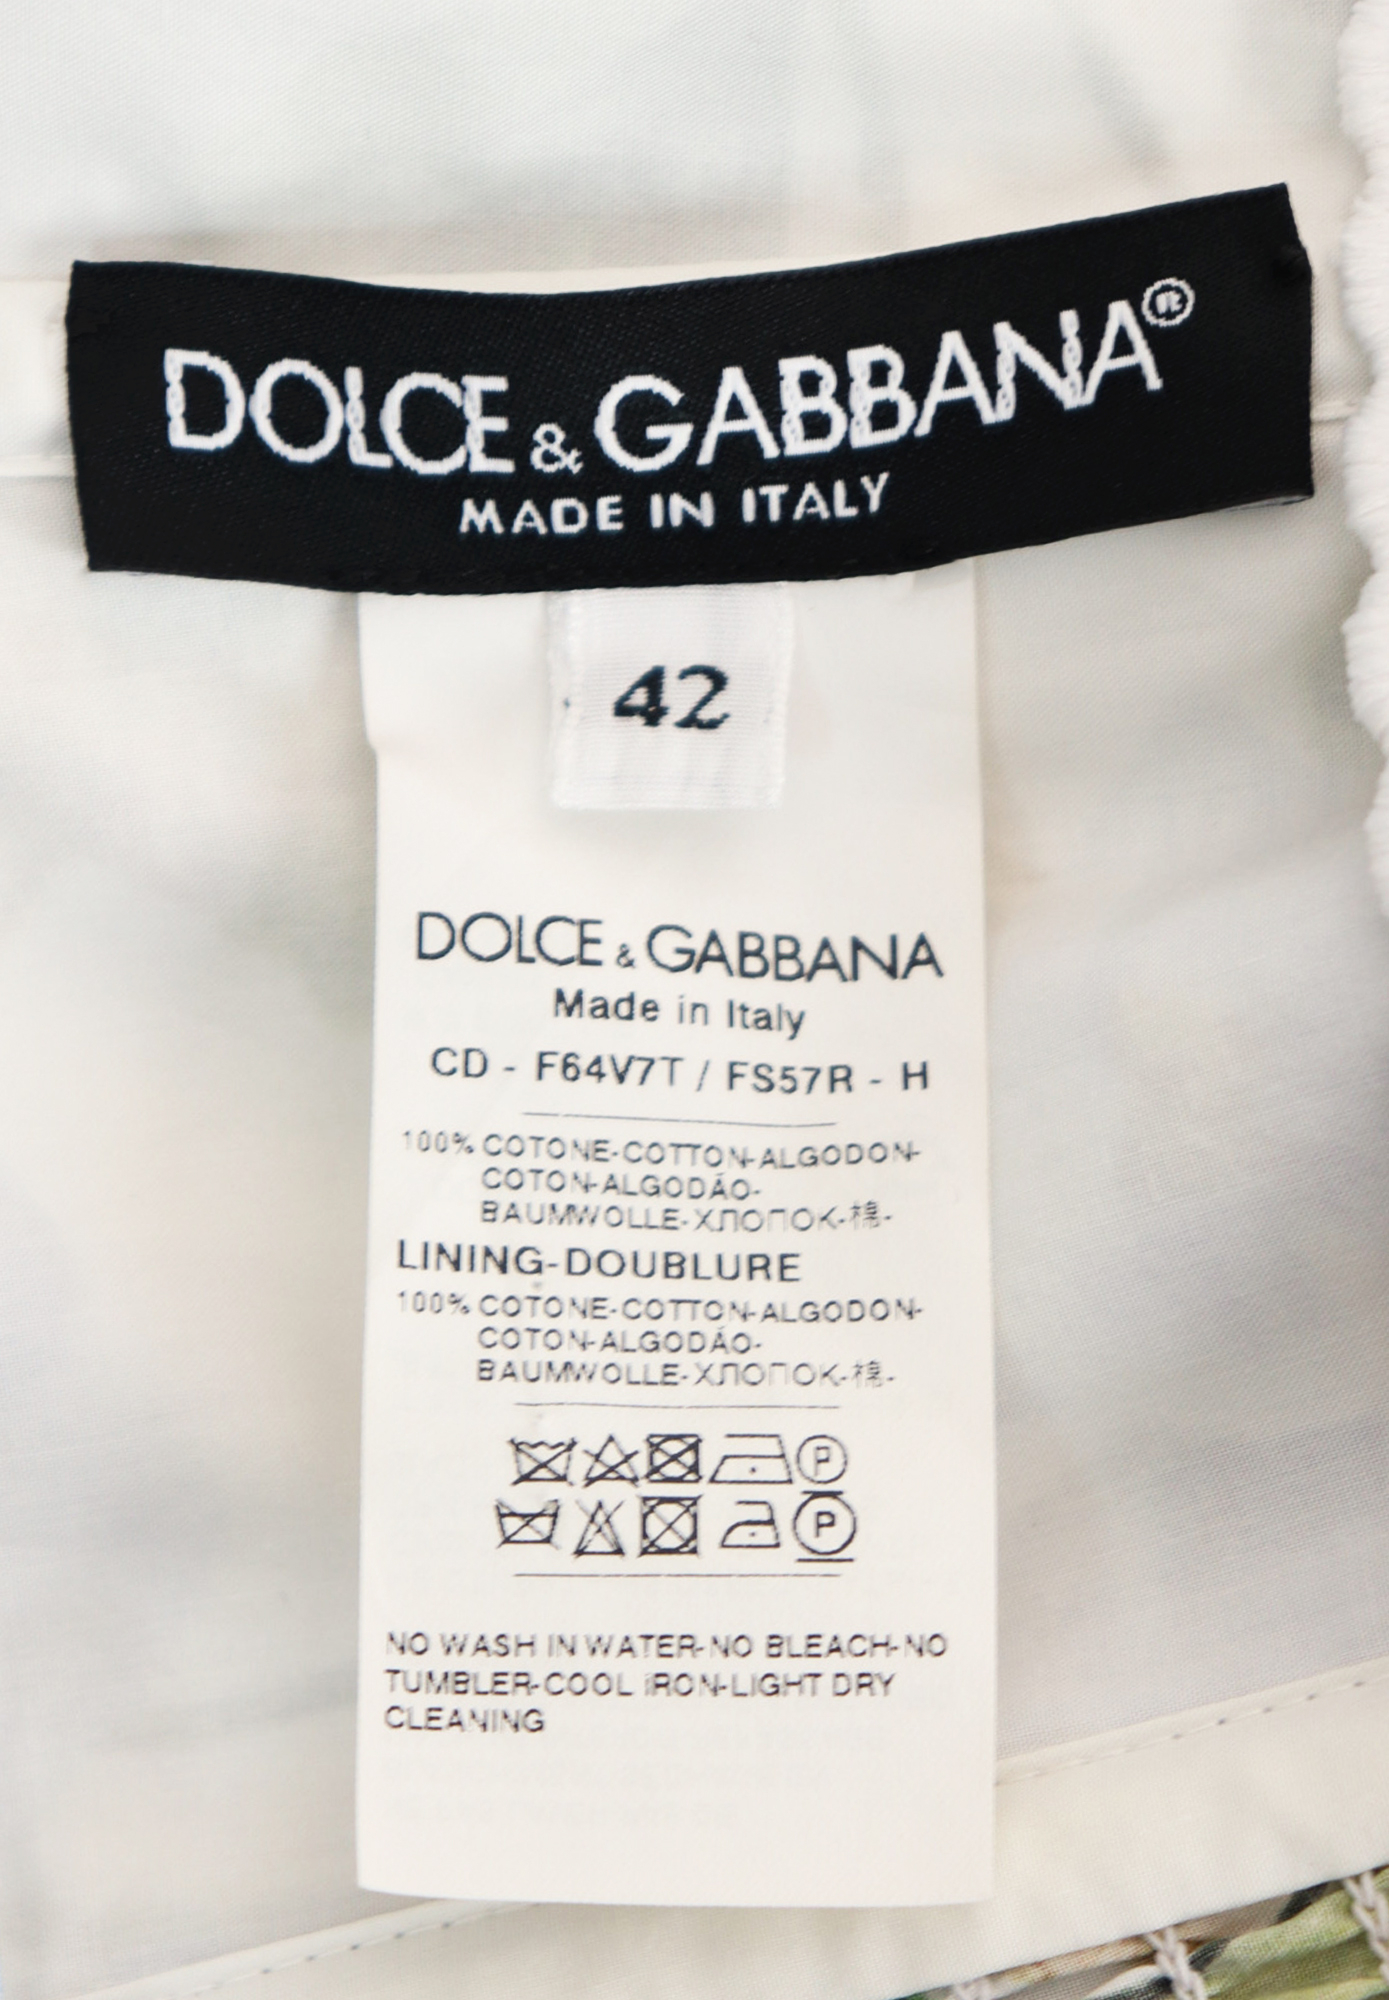 DOLCE & GABBANA®
MADE IN ITALY
42
DOLCE & GABBANA
Made in Italy
CD - F64V7T / FS57R - H
100% COTONE-COTTON-ALGODON-
COTON-ALGODÃO-
BAUMWOLLE-ХЛОПОК-棉-
LINING-DOUBLURE
100% COTONE-COTTON-ALGODON-
COTON-ALGODÃO-
BAUMWOLLE-ХЛОПОК-棉-
P
P
NO WASH IN WATER-NO BLEACH-NO
TUMBLER-COOL IRON-LIGHT DRY
CLEANING